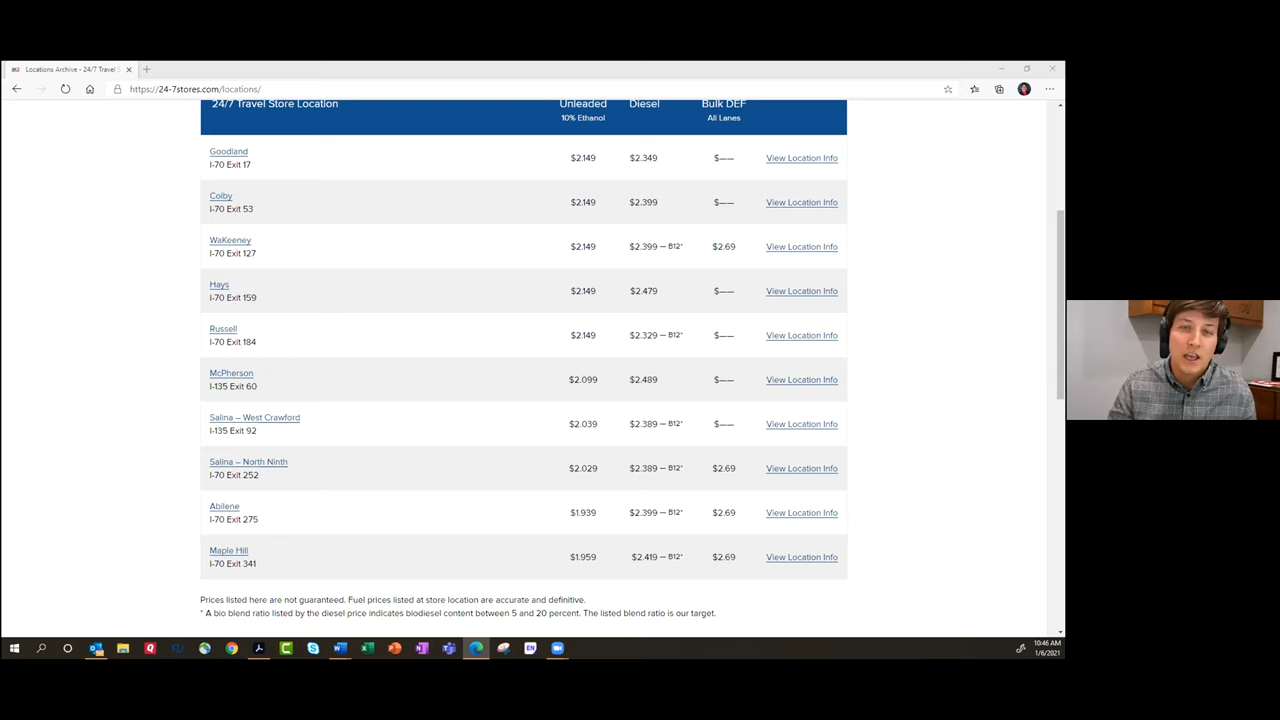 Locations Archive - 24/7 Travel S
https://24-7stores.com/locations/
24/7 Travel Store Location Unleaded Diesel Bulk DEF
10% Ethanol All Lanes
Goodland
I-70 Exit 17
$2.149 $2.349 $—— View Location Info
Colby
I-70 Exit 53
$2.149 $2.399 $—— View Location Info
WaKeeney
I-70 Exit 127
$2.149 $2.399 — B12* $2.69 View Location Info
Hays
I-70 Exit 159
$2.149 $2.479 $—— View Location Info
Russell
I-70 Exit 184
$2.149 $2.329 — B12* $—— View Location Info
McPherson
I-135 Exit 60
$2.099 $2.489 $—— View Location Info
Salina – West Crawford
I-135 Exit 92
$2.039 $2.389 — B12* $—— View Location Info
Salina – North Ninth
I-70 Exit 252
$2.029 $2.389 — B12* $2.69 View Location Info
Abilene
I-70 Exit 275
$1.939 $2.399 — B12* $2.69 View Location Info
Maple Hill
I-70 Exit 341
$1.959 $2.419 — B12* $2.69 View Location Info
Prices listed here are not guaranteed. Fuel prices listed at store location are accurate and definitive.
* A bio blend ratio listed by the diesel price indicates biodiesel content between 5 and 20 percent. The listed blend ratio is our target.
10:46 AM
1/6/2021